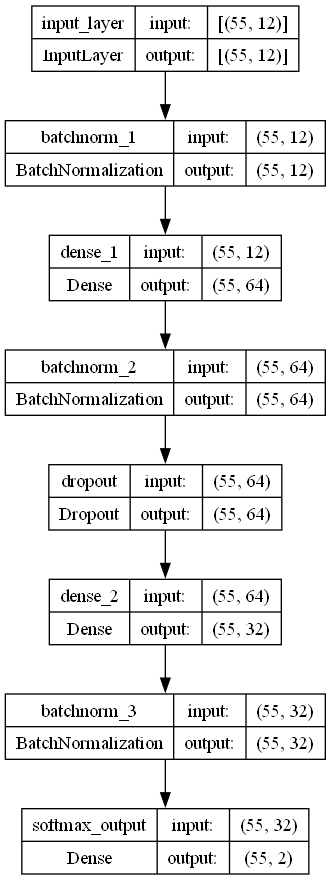 input_layer input: [(55, 12)]
InputLayer output: [(55, 12)]
batchnorm_1 input: (55, 12)
BatchNormalization output: (55, 12)
dense_1 input: (55, 12)
Dense output: (55, 64)
batchnorm_2 input: (55, 64)
BatchNormalization output: (55, 64)
dropout input: (55, 64)
Dropout output: (55, 64)
dense_2 input: (55, 64)
Dense output: (55, 32)
batchnorm_3 input: (55, 32)
BatchNormalization output: (55, 32)
softmax_output input: (55, 32)
Dense output: (55, 2)